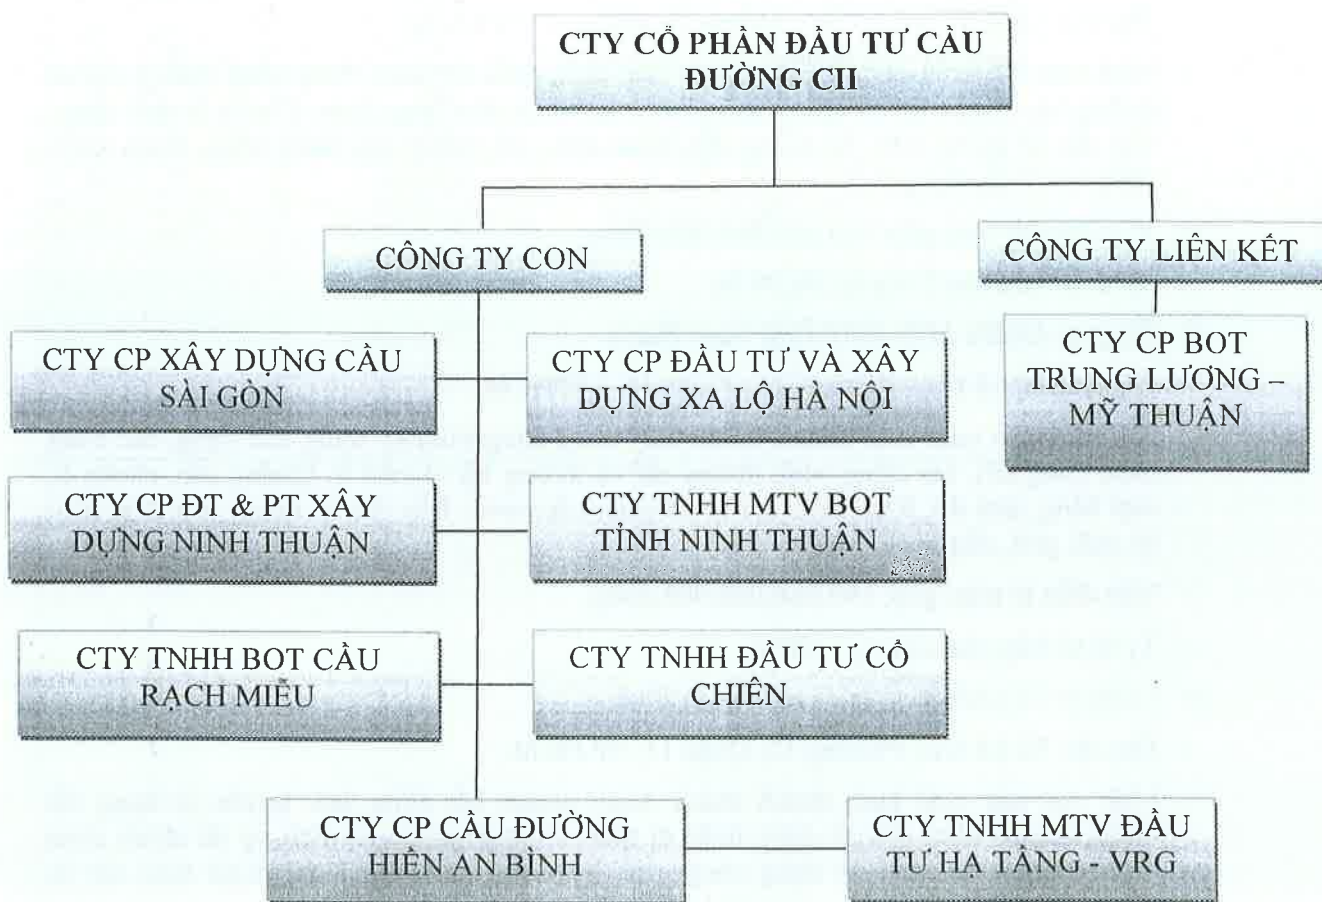 CTY CỔ PHẦN ĐẦU TƯ CẦU
ĐƯỜNG CII
CÔNG TY CON
CÔNG TY LIÊN KẾT
CTY CP XÂY DỰNG CẦU
SÀI GÒN
CTY CP ĐẦU TƯ VÀ XÂY
DỰNG XA LỘ HÀ NỘI
CTY CP BOT
TRUNG LƯƠNG –
MỸ THUẬN
CTY CP ĐT & PT XÂY
DỰNG NINH THUẬN
CTY TNHH MTV BOT
TỈNH NINH THUẬN
CTY TNHH BOT CẦU
RẠCH MIỄU
CTY TNHH ĐẦU TƯ CỔ
CHIÊN
CTY CP CẦU ĐƯỜNG
HIỀN AN BÌNH
CTY TNHH MTV ĐẦU
TƯ HẠ TẦNG - VRG